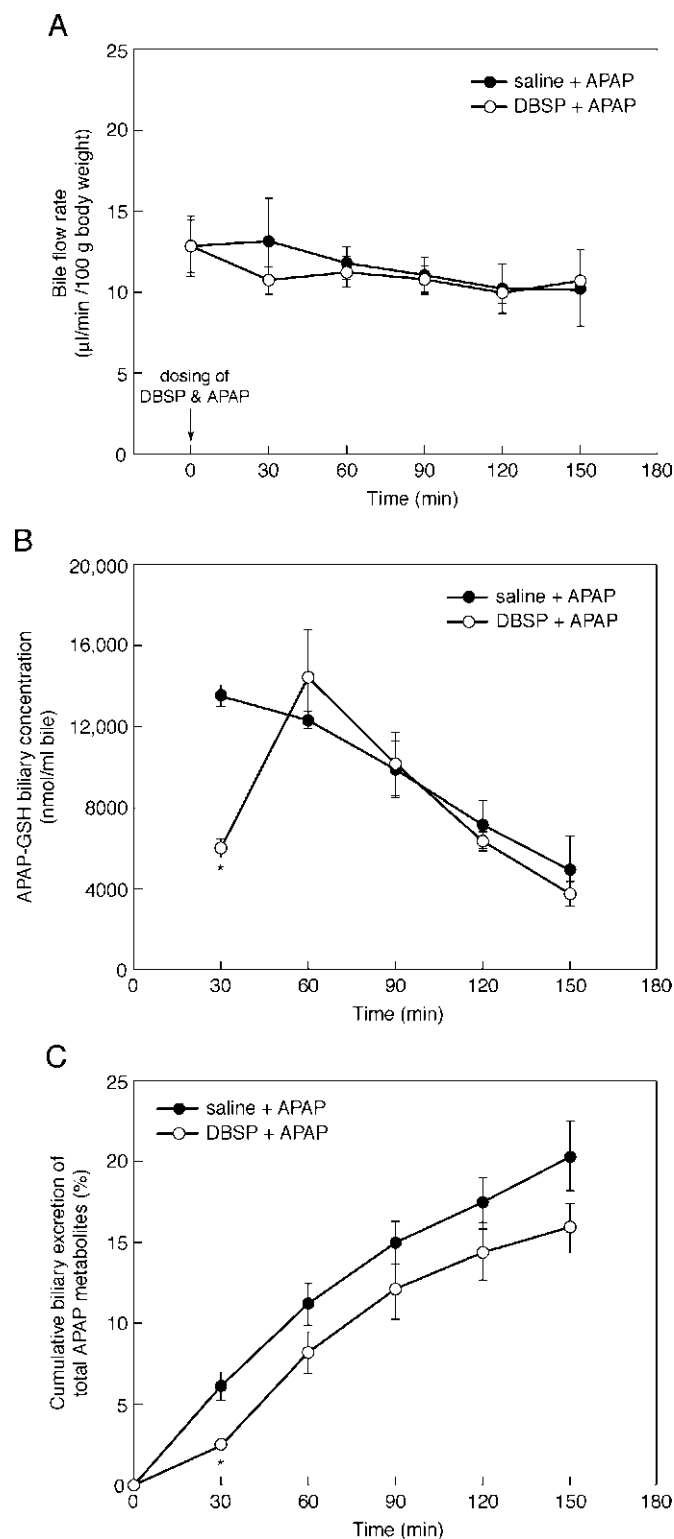 A
25
20
15
10
5
0
Bile flow rate
(µl/min /100 g body weight)
saline + APAP
DBSP + APAP
dosing of
DBSP & APAP
0 30 60 90 120 150 180
Time (min)
B
20,000
16,000
12,000
8000
4000
0
APAP-GSH biliary concentration
(nmol/ml bile)
saline + APAP
DBSP + APAP
*
0 30 60 90 120 150 180
Time (min)
C
25
20
15
10
5
0
Cumulative biliary excretion of
total APAP metabolites (%)
saline + APAP
DBSP + APAP
*
0 30 60 90 120 150 180
Time (min)